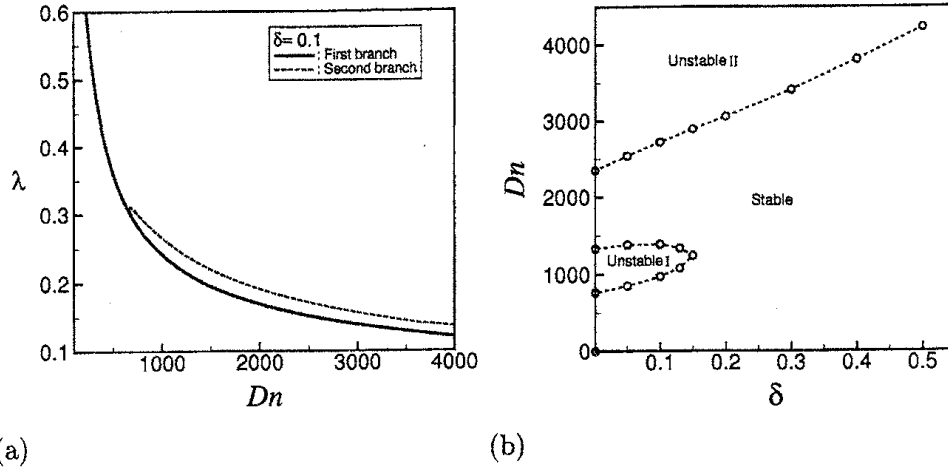 0.6
δ= 0.1
: First branch
: Second branch
0.5
0.4
λ
0.3
0.2
0.1
1000
2000
3000
4000
Dn
(a)
4000
Unstable II
3000
Dn
2000
Stable
1000
Unstable I
0
0.1
0.2
0.3
0.4
0.5
δ
(b)